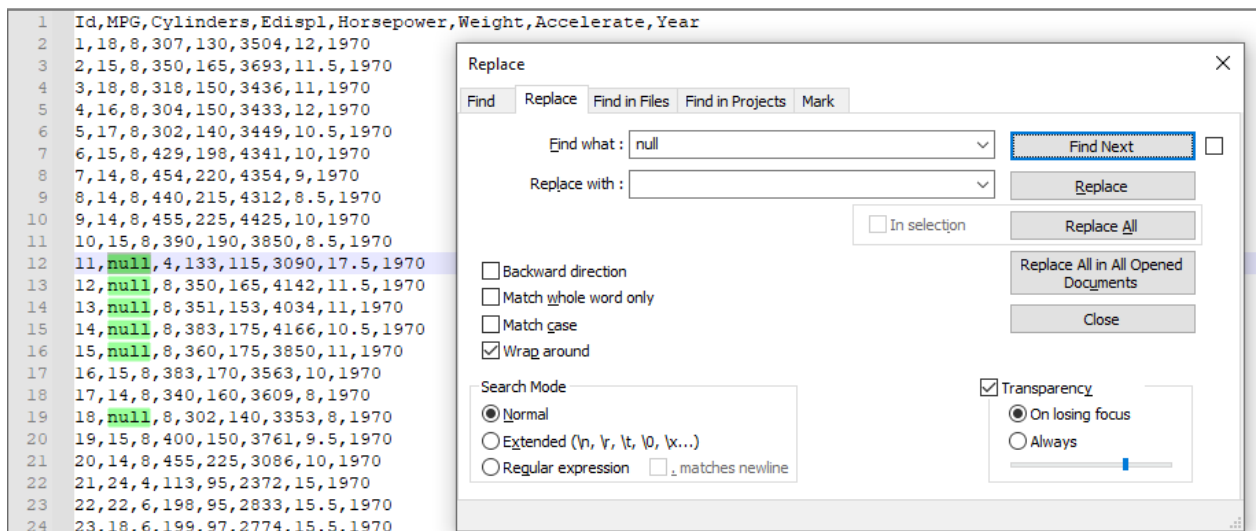 1 Id,MPG,Cylinders,Edispl,Horsepower,Weight,Accelerate,Year
2 1,18,8,307,130,3504,12,1970
3 2,15,8,350,165,3693,11.5,1970
4 3,18,8,318,150,3436,11,1970
5 4,16,8,304,150,3433,12,1970
6 5,17,8,302,140,3449,10.5,1970
7 6,15,8,429,198,4341,10,1970
8 7,14,8,454,220,4354,9,1970
9 8,14,8,440,215,4312,8.5,1970
10 9,14,8,455,225,4425,10,1970
11 10,15,8,390,190,3850,8.5,1970
12 11,null,4,133,115,3090,17.5,1970
13 12,null,8,350,165,4142,11.5,1970
14 13,null,8,351,153,4034,11,1970
15 14,null,8,383,175,4166,10.5,1970
16 15,null,8,360,175,3850,11,1970
17 16,15,8,383,170,3563,10,1970
18 17,14,8,340,160,3609,8,1970
19 18,null,8,302,140,3353,8,1970
20 19,15,8,400,150,3761,9.5,1970
21 20,14,8,455,225,3086,10,1970
22 21,24,4,113,95,2372,15,1970
23 22,22,6,198,95,2833,15.5,1970
24 23,18,6,199,97,2774,15.5,1970
Replace
Find Replace Find in Files Find in Projects Mark
Find what : null
Find Next
Replace with :
Replace
In selection
Replace All
Replace All in All Opened
Documents
Close
Backward direction
Match whole word only
Match case
Wrap around
Search Mode
Normal
Extended (\n, \r, \t, \0, \x...)
Regular expression
. matches newline
Transparency
On losing focus
Always